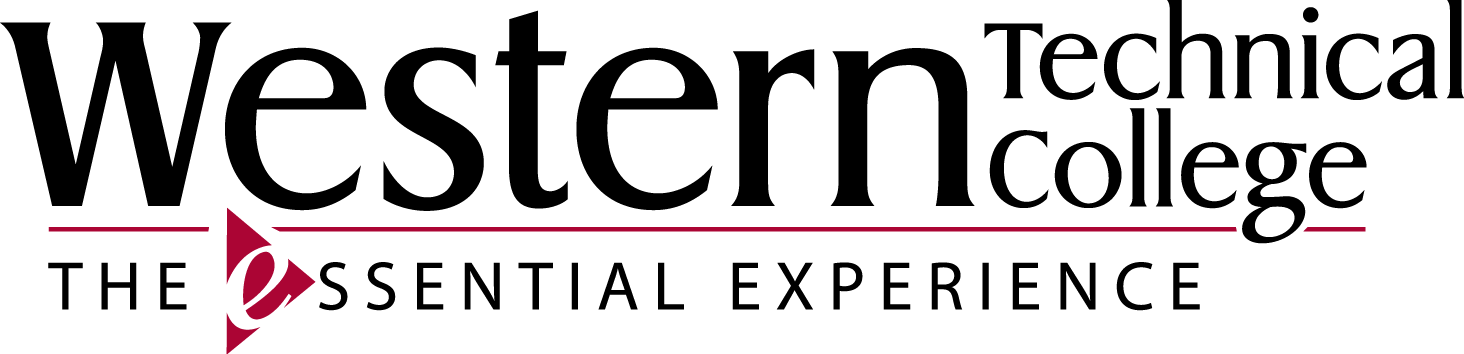 Western Technical College
THE eSSENTIAL EXPERIENCE